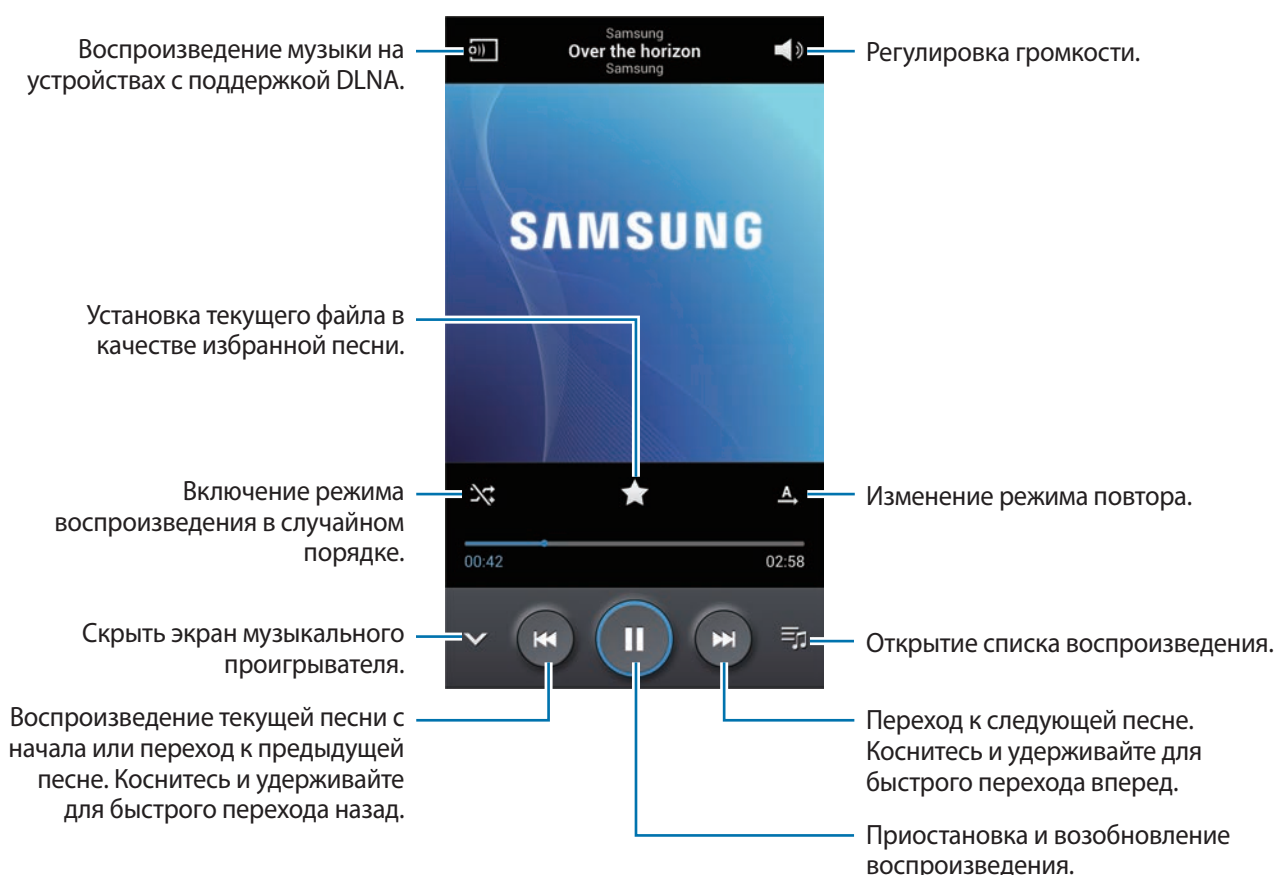 Воспроизведение музыки на
устройствах с поддержкой DLNA.
Samsung
Over the horizon
Samsung
Регулировка громкости.
SAMSUNG
Установка текущего файла в
качестве избранной песни.
Включение режима
воспроизведения в случайном
порядке.
A
Изменение режима повтора.
00:42
02:58
Скрыть экран музыкального
проигрывателя.
Открытие списка воспроизведения.
Воспроизведение текущей песни с
начала или переход к предыдущей
песне. Коснитесь и удерживайте
для быстрого перехода назад.
Переход к следующей песне.
Коснитесь и удерживайте для
быстрого перехода вперед.
Приостановка и возобновление
воспроизведения.